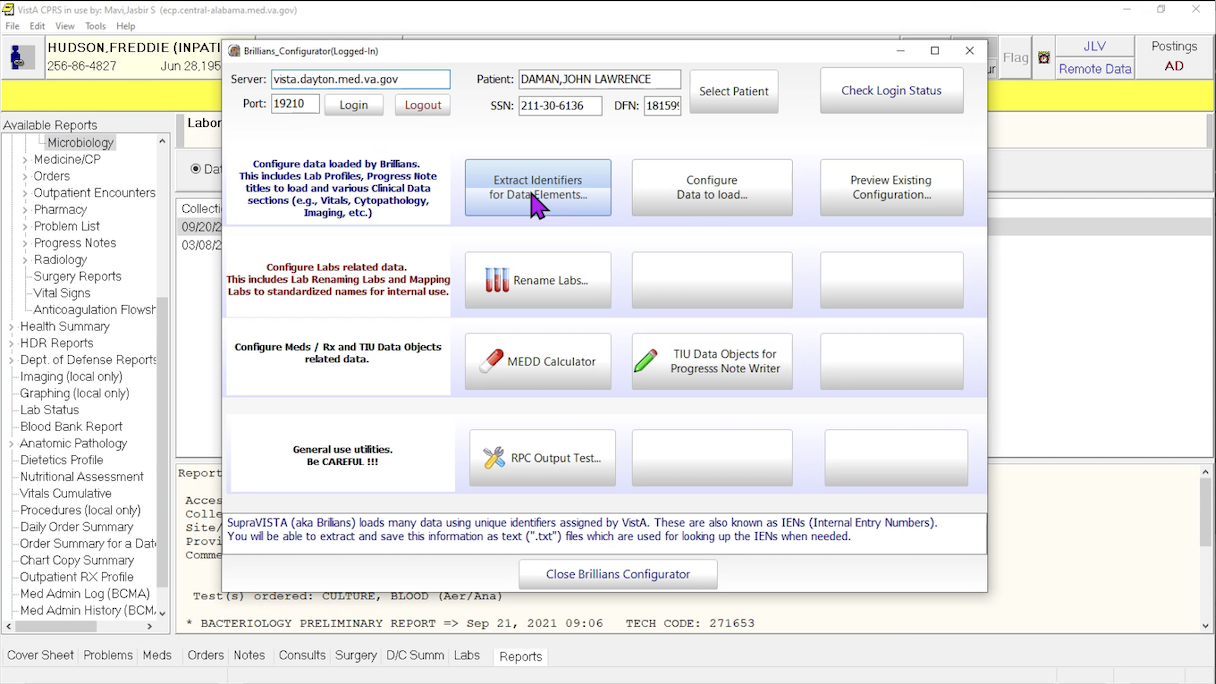 VistA CPRS in use by: Mavi,Jasbir S (ecp.central-alabama.med.va.gov)
File Edit View Tools Help
HUDSON,FREDDIE (INPATI
256-86-4827 Jun 28,195
Flag
JLV
Remote Data
Postings
AD
Available Reports
Microbiology
Medicine/CP
Orders
Outpatient Encounters
Pharmacy
Problem List
Progress Notes
Radiology
Surgery Reports
Vital Signs
Anticoagulation Flowsh
Health Summary
HDR Reports
Dept. of Defense Reports
Imaging (local only)
Graphing (local only)
Lab Status
Blood Bank Report
Anatomic Pathology
Dietetics Profile
Nutritional Assessment
Vitals Cumulative
Procedures (local only)
Daily Order Summary
Order Summary for a Date
Chart Copy Summary
Outpatient RX Profile
Med Admin Log (BCMA)
Med Admin History (BCMA
Labor
Dat
Collecti
09/20/2
03/08/2
Brillians_Configurator(Logged-In)
Server: vista.dayton.med.va.gov
Port: 19210 Login Logout
Patient: DAMAN,JOHN LAWRENCE
SSN: 211-30-6136 DFN: 18159
Select Patient
Check Login Status
Configure data loaded by Brillians.
This includes Lab Profiles, Progress Note
titles to load and various Clinical Data
sections (e.g., Vitals, Cytopathology,
Imaging, etc.)
Extract Identifiers
for Data Elements...
Configure
Data to load...
Preview Existing
Configuration...
Configure Labs related data.
This includes Lab Renaming Labs and Mapping
Labs to standardized names for internal use.
Rename Labs...
Configure Meds / Rx and TIU Data Objects
related data.
MEDD Calculator
TIU Data Objects for
Progresss Note Writer
General use utilities.
Be CAREFUL !!!
RPC Output Test...
SupraVISTA (aka Brilians) loads many data using unique identifiers assigned by VistA. These are also known as IENs (Internal Entry Numbers).
You will be able to extract and save this information as text (".txt") files which are used for looking up the IENs when needed.
Close Brillians Configurator
Report
Acces
Colle
Site/
Provi
Comme
Test(s) ordered: CULTURE, BLOOD (Aer/Ana)
* BACTERIOLOGY PRELIMINARY REPORT => Sep 21, 2021 09:06 TECH CODE: 271653
Cover Sheet Problems Meds Orders Notes Consults Surgery D/C Summ Labs Reports